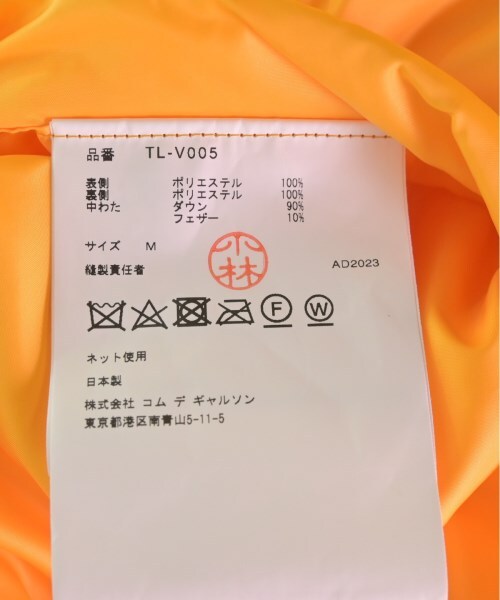 品番 TL-V005
表側 ポリエステル 100%
裏側 ポリエステル 100%
中わた ダウン 90%
フェザー 10%
サイズ M
縫製責任者 小林 AD2023
F W
ネット使用
日本製
株式会社 コム デ ギャルソン
東京都港区南青山5-11-5